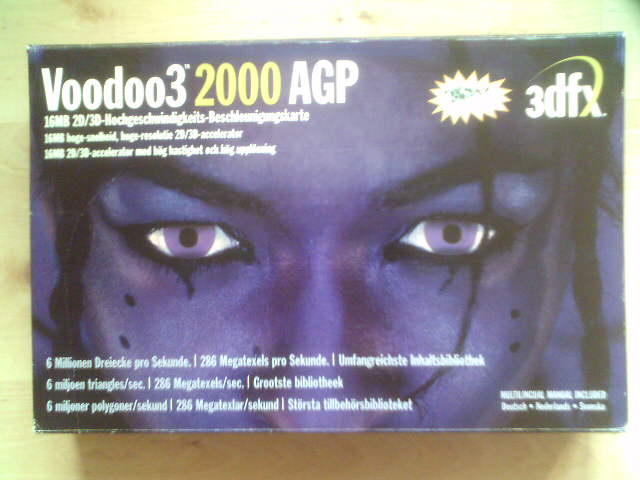 Voodoo3™ 2000 AGP
16MB 2D/3D-Hochgeschwindigkeits-Beschleunigungskarte
16MB hoge-snelheid, hoge-resolutie 2D/3D-accelerator
16MB 2D/3D-accelerator med hög hastighet och hög upplösning
3dfx
6 Millionen Dreiecke pro Sekunde. | 286 Megatexels pro Sekunde. | Umfangreichste Inhaltsbibliothek
6 miljoen triangles/sec. | 286 Megatexels/sec. | Grootste bibliotheek
6 miljoner polygoner/sekund | 286 Megatexlar/sekund | Största tillbehörsbiblioteket
MULTILINGUAL MANUAL INCLUDED
Deutsch • Nederlands • Svenska